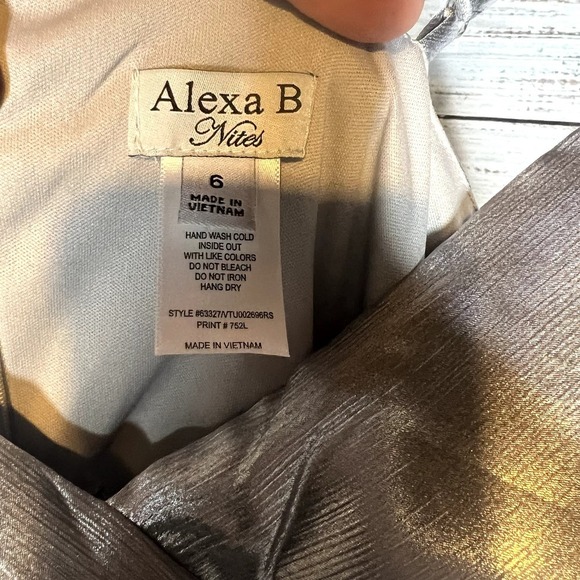 Alexa B
Nites
6
MADE IN
VIETNAM
HAND WASH COLD
INSIDE OUT
WITH LIKE COLORS
DO NOT BLEACH
DO NOT IRON
HANG DRY
STYLE #63327/VTU002696RS
PRINT # 752L
MADE IN VIETNAM